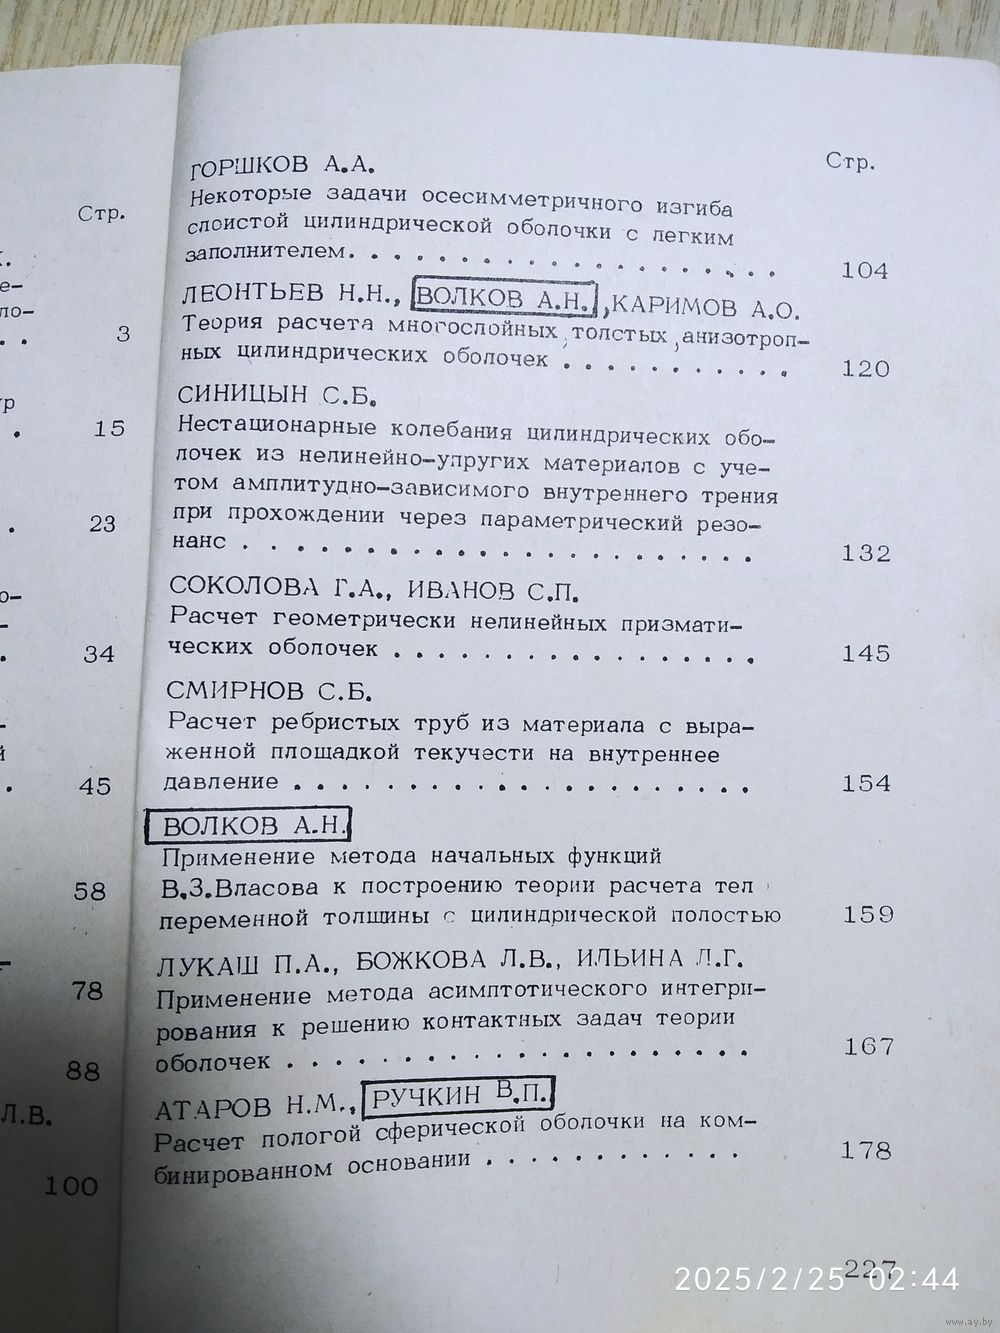 Стр.
е-
ло-
3
ур
15
23
о-
34
45
58
78
88
Л.В.
100
Стр.
ГОРШКОВ А.А.
Некоторые задачи осесимметричного изгиба
слоистой цилиндрической оболочки с легким
заполнителем. . . . . . . . . . . . . . . . . . 104
ЛЕОНТЬЕВ Н.Н., ВОЛКОВ А.Н., КАРИМОВ А.О.
Теория расчета многослойных, толстых, анизотроп-
ных цилиндрических оболочек . . . . . . . . . . . 120
СИНИЦЫН С.Б.
Нестационарные колебания цилиндрических обо-
лочек из нелинейно-упругих материалов с уче-
том амплитудно-зависимого внутреннего трения
при прохождении через параметрический резо-
нанс . . . . . . . . . . . . . . . . . . . . 132
СОКОЛОВА Г.А., ИВАНОВ С.П.
Расчет геометрически нелинейных призмати-
ческих оболочек . . . . . . . . . . . . . 145
СМИРНОВ С.Б.
Расчет ребристых труб из материала с выра-
женной площадкой текучести на внутреннее
давление . . . . . . . . . . . . . . . . . . 154
ВОЛКОВ А.Н.
Применение метода начальных функций
В.З.Власова к построению теории расчета тел
переменной толщины с цилиндрической полостью 159
ЛУКАШ П.А., БОЖКОВА Л.В., ИЛЬИНА Л.Г.
Применение метода асимптотического интегри-
рования к решению контактных задач теории
оболочек . . . . . . . . . . . . . . . . . . 167
АТАРОВ Н.М., РУЧКИН В.П.
Расчет пологой сферической оболочки на ком-
бинированном основании . . . . . . . . . . . . 178
227
2025/2/25 02:44
www.ay.by